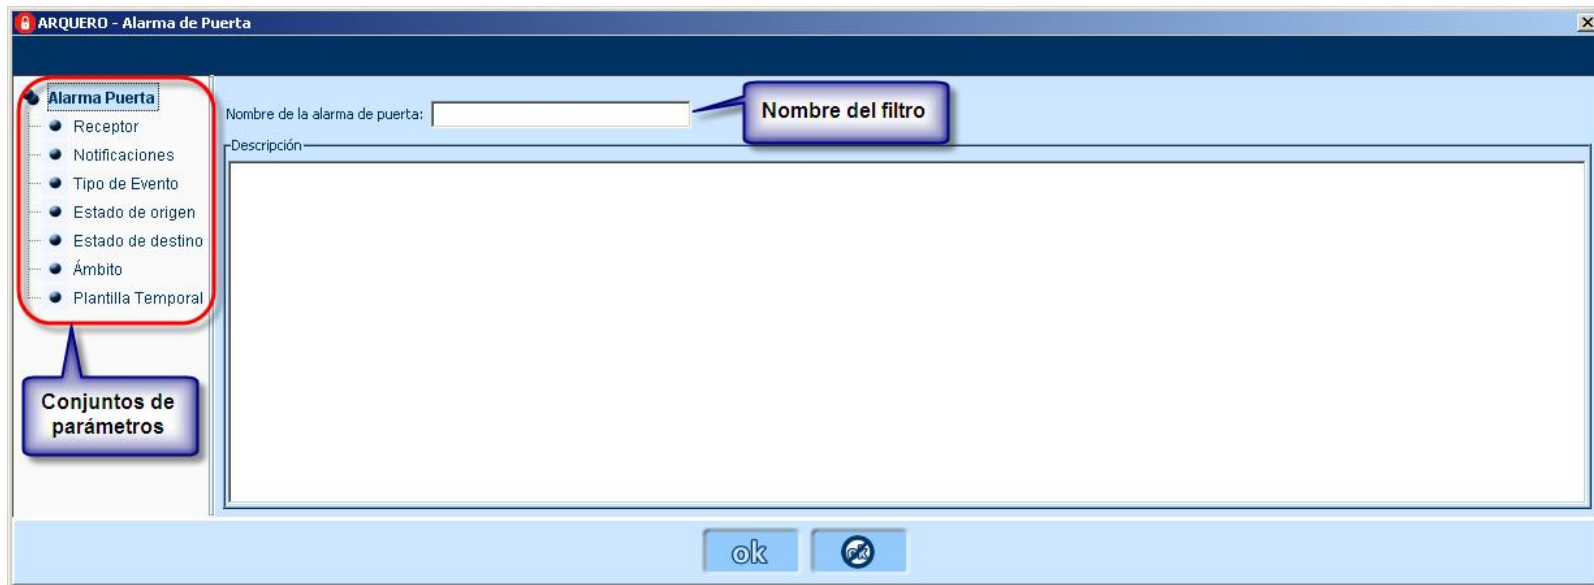 ARQUERO - Alarma de Puerta
Alarma Puerta
Receptor
Notificaciones
Tipo de Evento
Estado de origen
Estado de destino
Ámbito
Plantilla Temporal
Conjuntos de
parámetros
Nombre de la alarma de puerta:
Nombre del filtro
Descripción
ok
ok